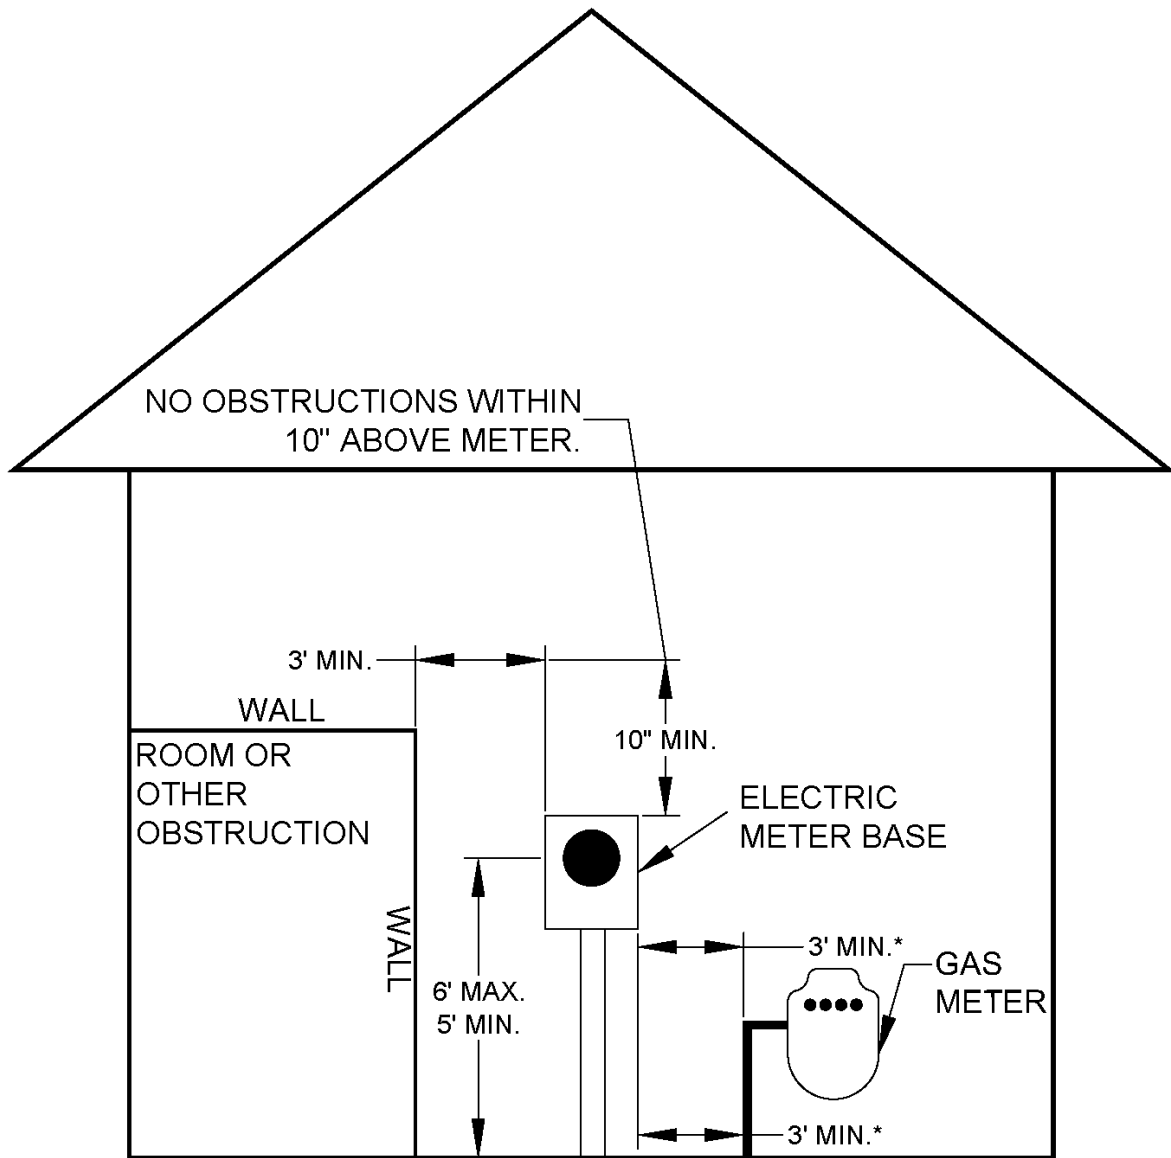 NO OBSTRUCTIONS WITHIN
10" ABOVE METER.
3' MIN.
WALL
10" MIN.
ROOM OR
OTHER
OBSTRUCTION
ELECTRIC
METER BASE
WALL
3' MIN.*
GAS
METER
6' MAX.
5' MIN.
3' MIN.*